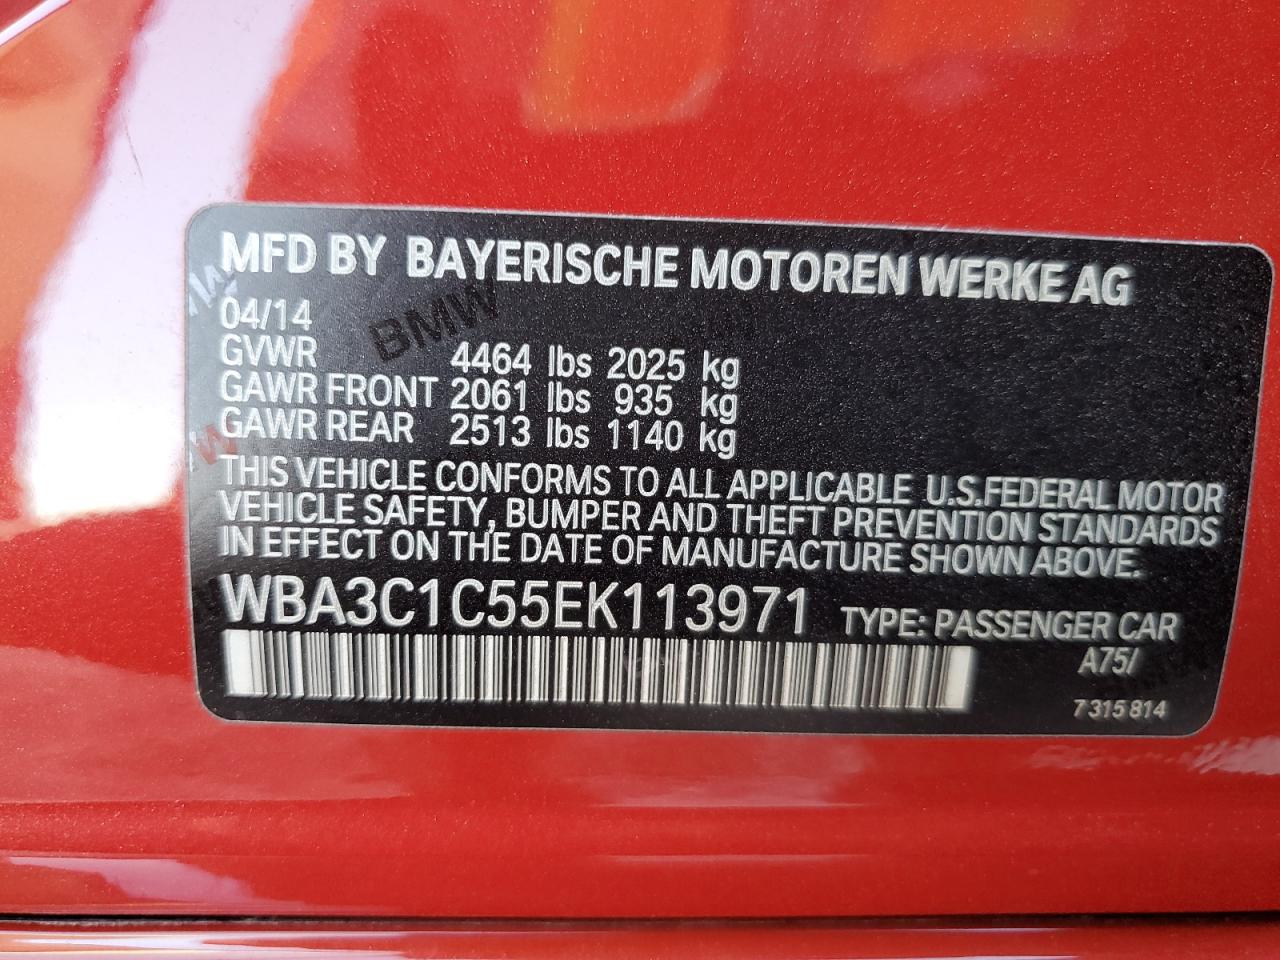 MFD BY BAYERISCHE MOTOREN WERKE AG
04/14
GVWR 4464 lbs 2025 kg
GAWR FRONT 2061 lbs 935 kg
GAWR REAR 2513 lbs 1140 kg
THIS VEHICLE CONFORMS TO ALL APPLICABLE U.S.FEDERAL MOTOR
VEHICLE SAFETY, BUMPER AND THEFT PREVENTION STANDARDS
IN EFFECT ON THE DATE OF MANUFACTURE SHOWN ABOVE.
WBA3C1C55EK113971 TYPE: PASSENGER CAR
A75/
7 315 814
BMW